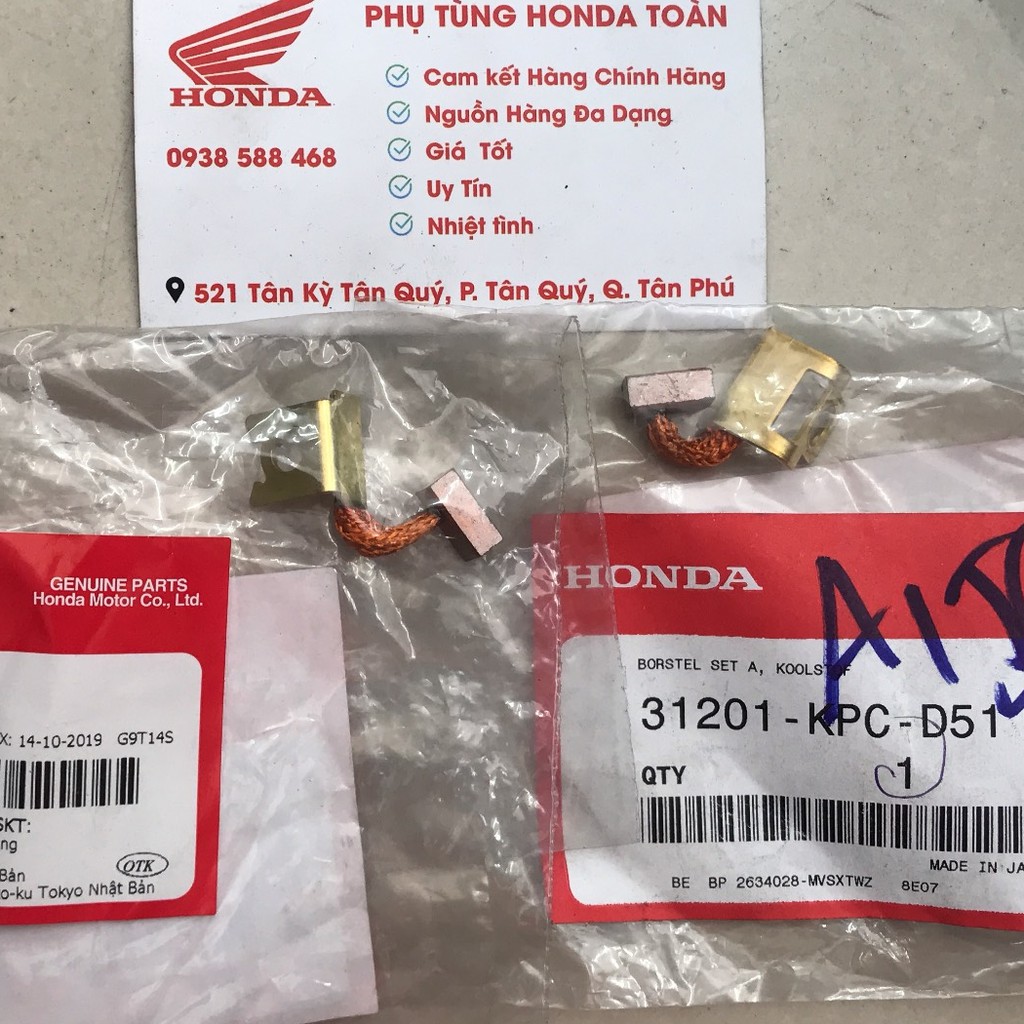 PHỤ TÙNG HONDA TOÀN
HONDA
0938 588 468
Cam kết Hàng Chính Hãng
Nguồn Hàng Đa Dạng
Giá Tốt
Uy Tín
Nhiệt tình
521 Tân Kỳ Tân Quý, P. Tân Quý, Q. Tân Phú
GENUINE PARTS
Honda Motor Co., Ltd.
X: 14-10-2019 G9T14S
SKT:
ng
Bản
OTK
o-ku Tokyo Nhật Bản
HONDA
BORSTEL SET A, KOOLSTOF
31201-KPC-D51
QTY 1
MADE IN JA
BE BP 2634028-MVSXTWZ 8E07